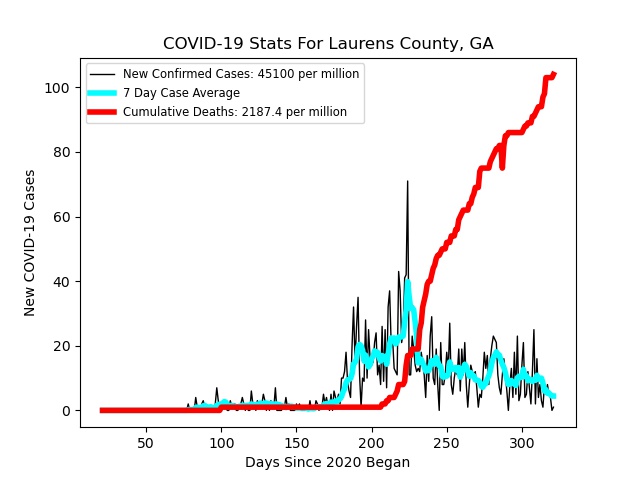 COVID-19 Stats For Laurens County, GA
New Confirmed Cases: 45100 per million
7 Day Case Average
Cumulative Deaths: 2187.4 per million
New COVID-19 Cases
100
80
60
40
20
0
50 100 150 200 250 300
Days Since 2020 Began